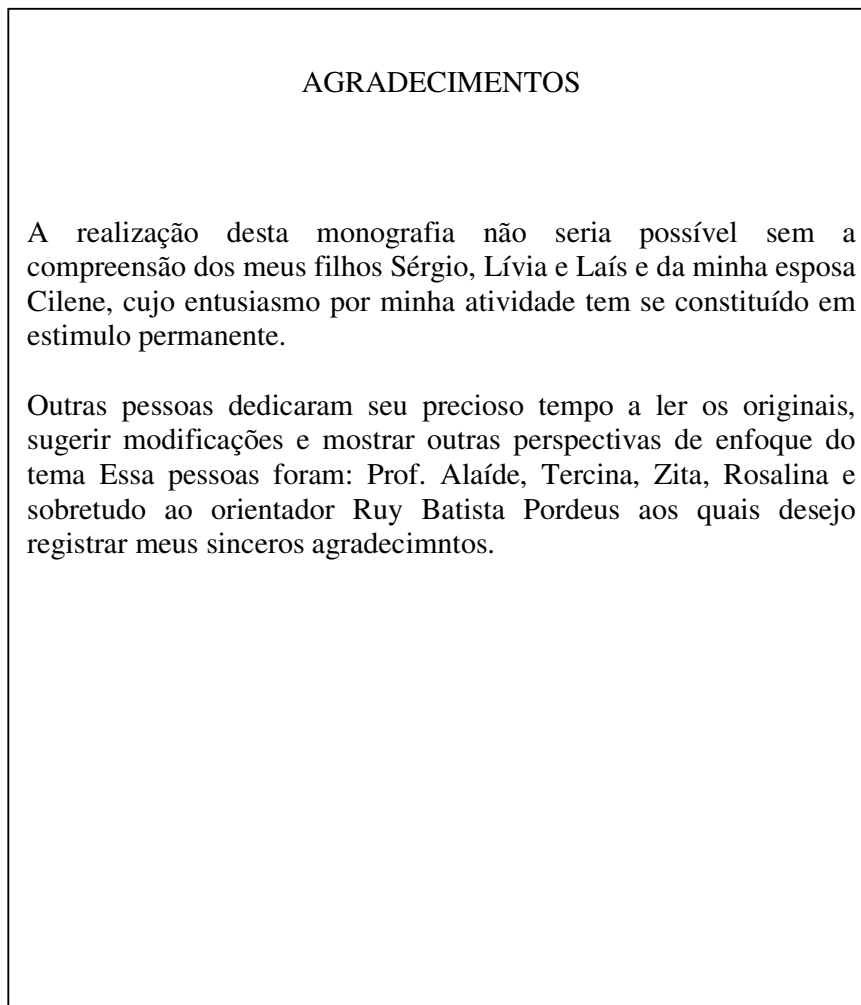 AGRADECIMENTOS
A realização desta monografia não seria possível sem a
compreensão dos meus filhos Sérgio, Lívia e Laís e da minha esposa
Cilene, cujo entusiasmo por minha atividade tem se constituído em
estimulo permanente.
Outras pessoas dedicaram seu precioso tempo a ler os originais,
sugerir modificações e mostrar outras perspectivas de enfoque do
tema Essa pessoas foram: Prof. Alaíde, Tercina, Zita, Rosalina e
sobretudo ao orientador Ruy Batista Pordeus aos quais desejo
registrar meus sinceros agradecimntos.